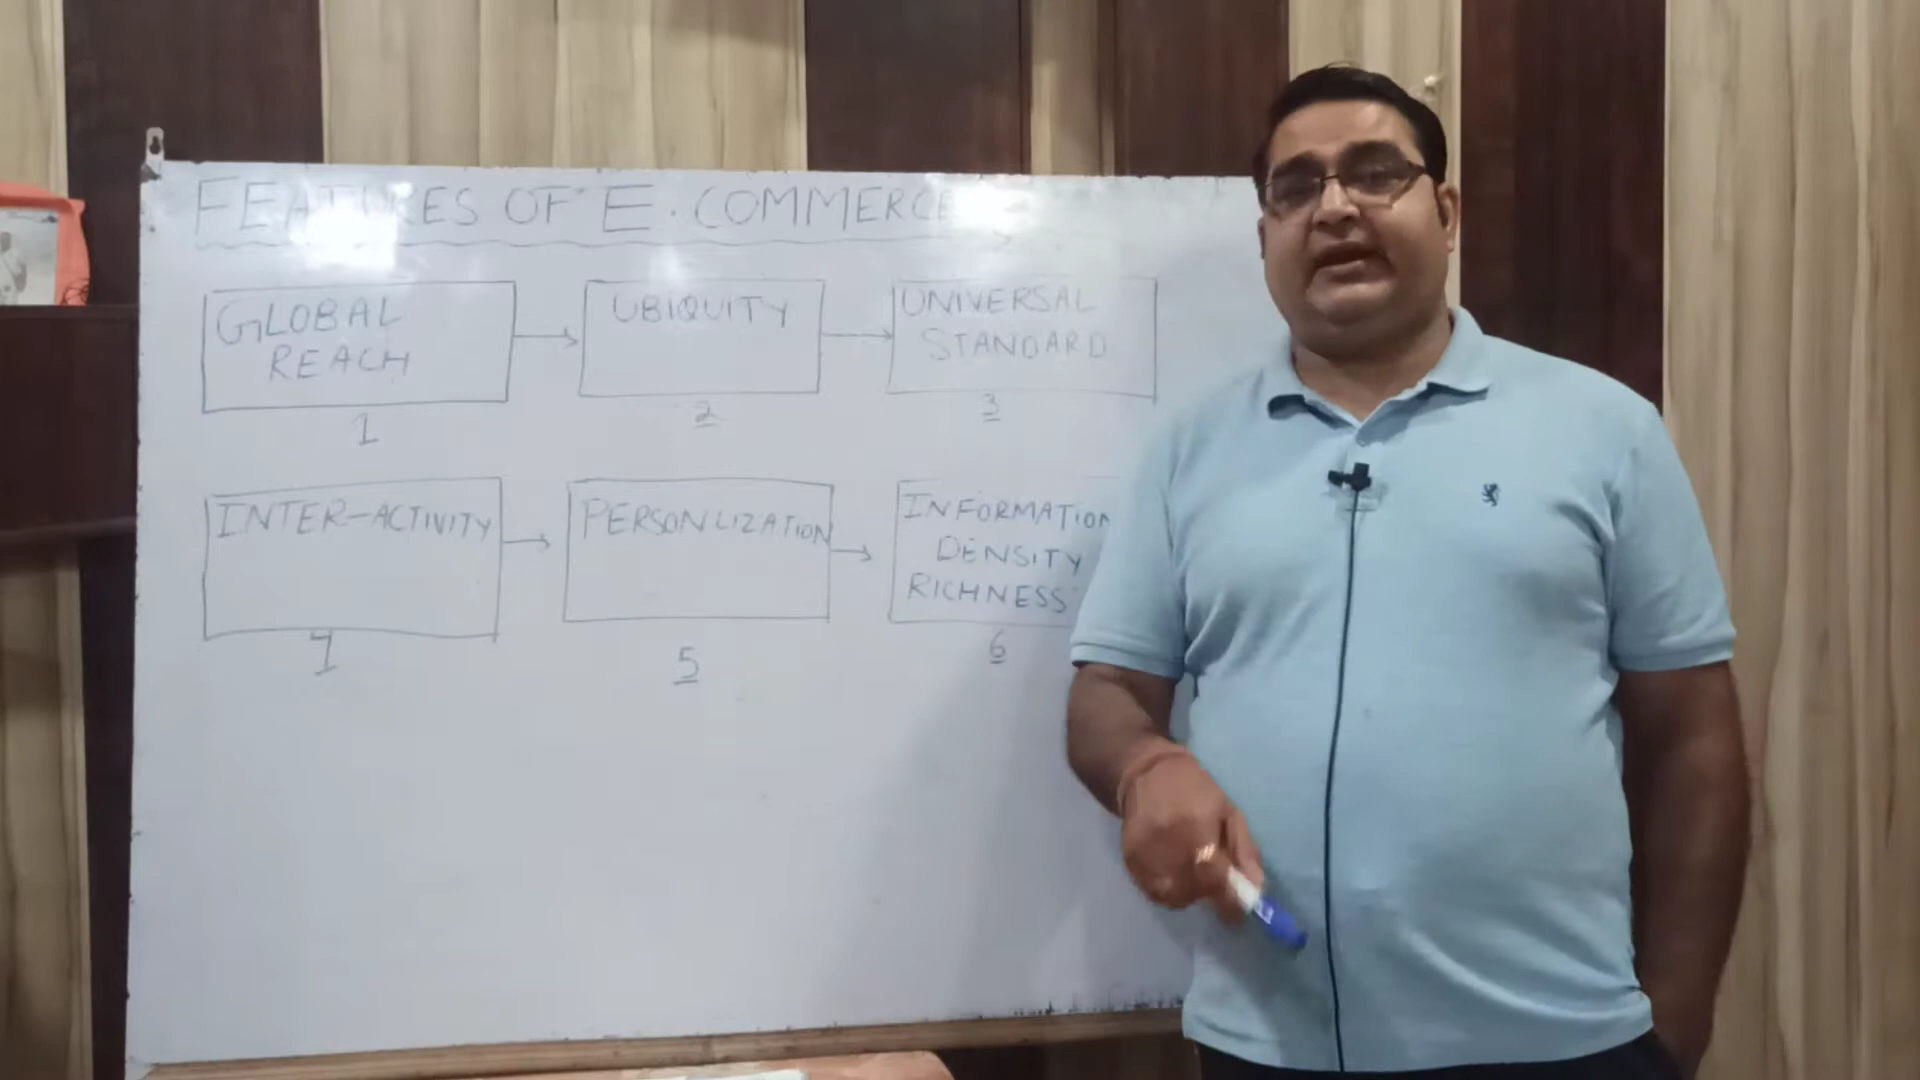 FEATURES OF E. COMMERCE
GLOBAL
REACH
1
UBIQUITY
2
UNIVERSAL
STANDARD
3
INTER-ACTIVITY
PERSONLIZATION
5
INFORMATION
DENSITY
RICHNESS
6